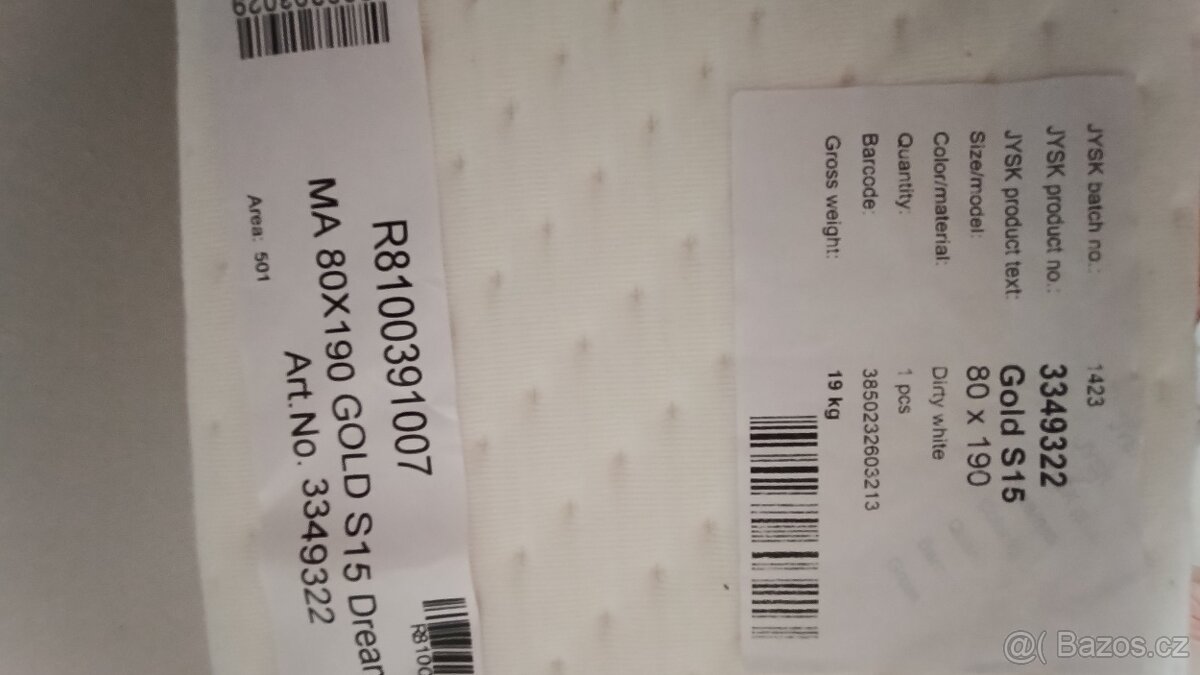 JYSK batch no.: 1423
JYSK product no.: 3349322
JYSK product text: Gold S15
Size/model: 80 x 190
Color/material: Dirty white
Quantity: 1 pcs
Barcode: 3850232603213
Gross weight: 19 kg
R8100391007
MA 80X190 GOLD S15 Drea
Art.No. 3349322
Area: 501
R810
@( Bazos.cz